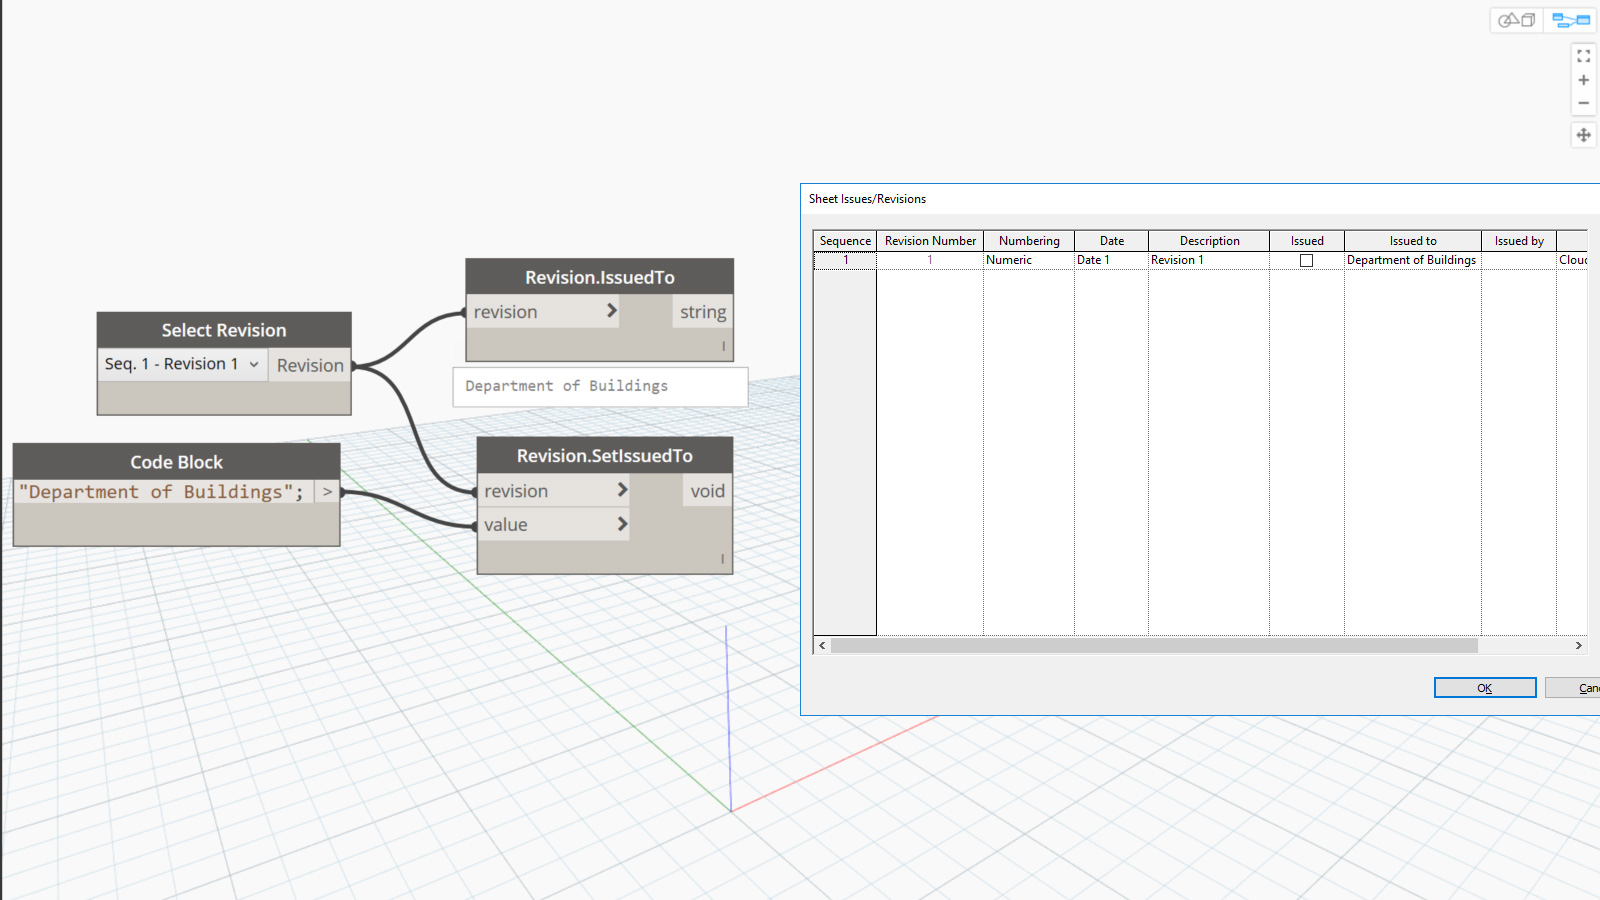 Select Revision
Seq. 1 - Revision 1
Revision
Code Block
"Department of Buildings";
>
Revision.IssuedTo
revision
string
Department of Buildings
Revision.SetIssuedTo
revision
void
value
Sheet Issues/Revisions
Sequence Revision Number Numbering Date Description Issued Issued to Issued by
1 1 Numeric Date 1 Revision 1 Department of Buildings Clou
OK
Can